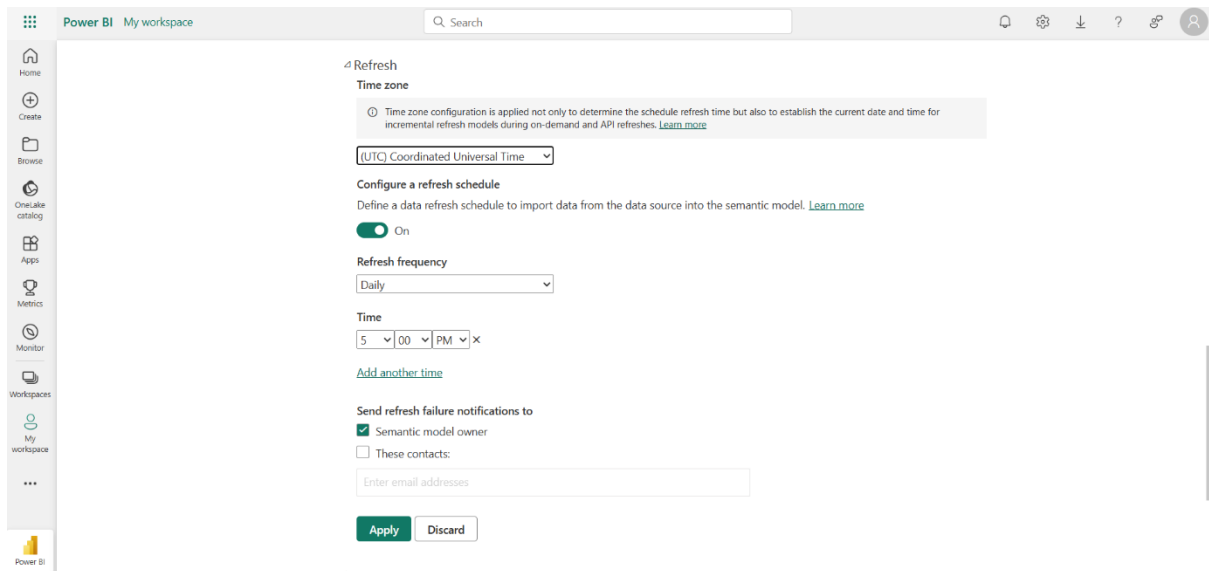 Power BI My workspace
Search
Home
Create
Browse
OneLake
catalog
Apps
Metrics
Monitor
Workspaces
My
workspace
Power BI
Refresh
Time zone
Time zone configuration is applied not only to determine the schedule refresh time but also to establish the current date and time for
incremental refresh models during on-demand and API refreshes. Learn more
(UTC) Coordinated Universal Time
Configure a refresh schedule
Define a data refresh schedule to import data from the data source into the semantic model. Learn more
On
Refresh frequency
Daily
Time
5 00 PM
Add another time
Send refresh failure notifications to
Semantic model owner
These contacts:
Enter email addresses
Apply Discard